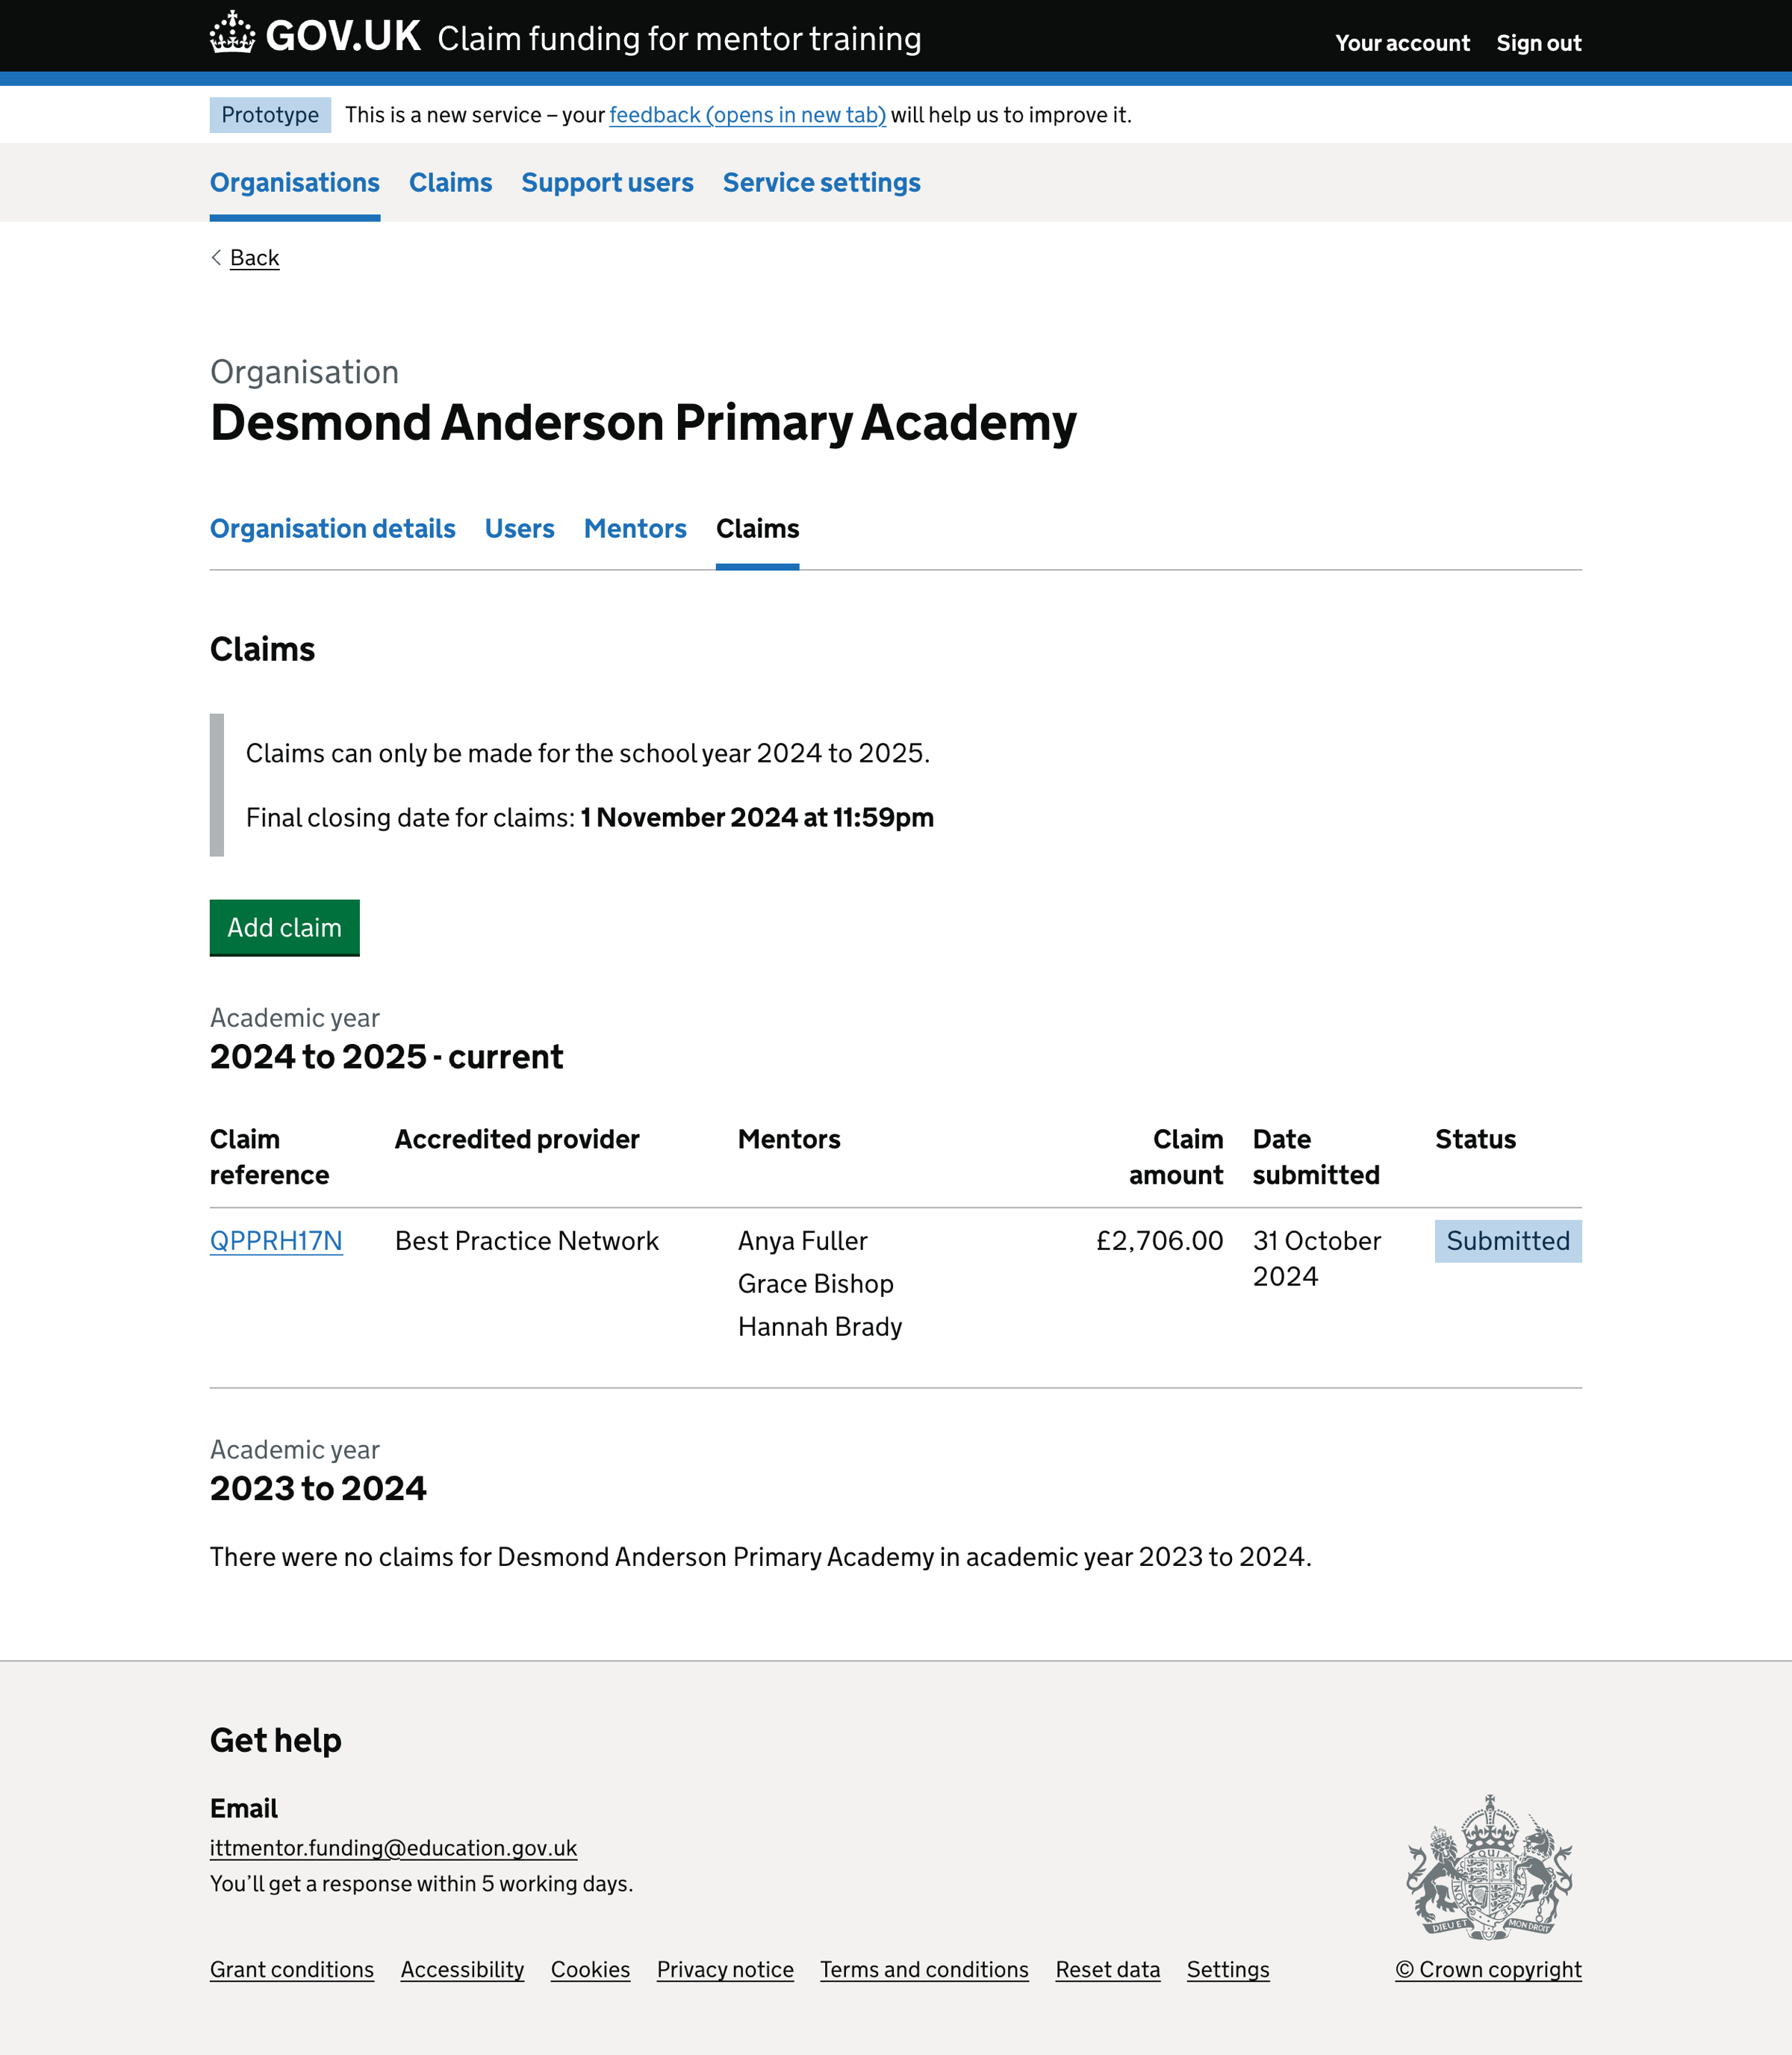 GOV.UK Claim funding for mentor training
Your account Sign out
Prototype This is a new service – your feedback (opens in new tab) will help us to improve it.
Organisations Claims Support users Service settings
Back
Organisation
Desmond Anderson Primary Academy
Organisation details Users Mentors Claims
Claims
Claims can only be made for the school year 2024 to 2025.
Final closing date for claims: 1 November 2024 at 11:59pm
Add claim
Academic year
2024 to 2025 - current
Claim reference Accredited provider Mentors Claim amount Date submitted Status
QPPRH17N Best Practice Network Anya Fuller £2,706.00 31 October 2024 Submitted
Grace Bishop
Hannah Brady
Academic year
2023 to 2024
There were no claims for Desmond Anderson Primary Academy in academic year 2023 to 2024.
Get help
Email
ittmentor.funding@education.gov.uk
You’ll get a response within 5 working days.
DIEU ET MON DROIT
Grant conditions Accessibility Cookies Privacy notice Terms and conditions Reset data Settings
© Crown copyright